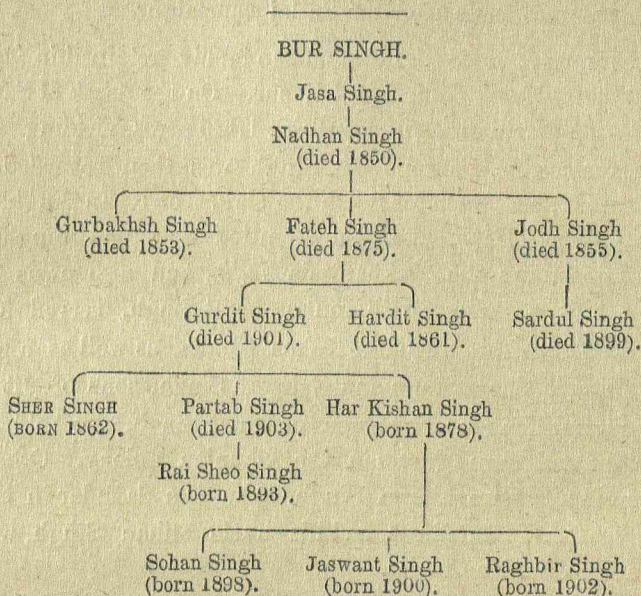 BUR SINGH.
Jasa Singh.
Nadhan Singh
(died 1850).
Gurbakhsh Singh Fateh Singh Jodh Singh
(died 1853). (died 1875). (died 1855).
Gurdit Singh Hardit Singh Sardul Singh
(died 1901). (died 1861). (died 1899).
SHER SINGH Partab Singh Har Kishan Singh
(BORN 1862). (died 1903). (born 1878).
Rai Sheo Singh
(born 1893).
Sohan Singh Jaswant Singh Raghbir Singh
(born 1898). (born 1900). (born 1902).